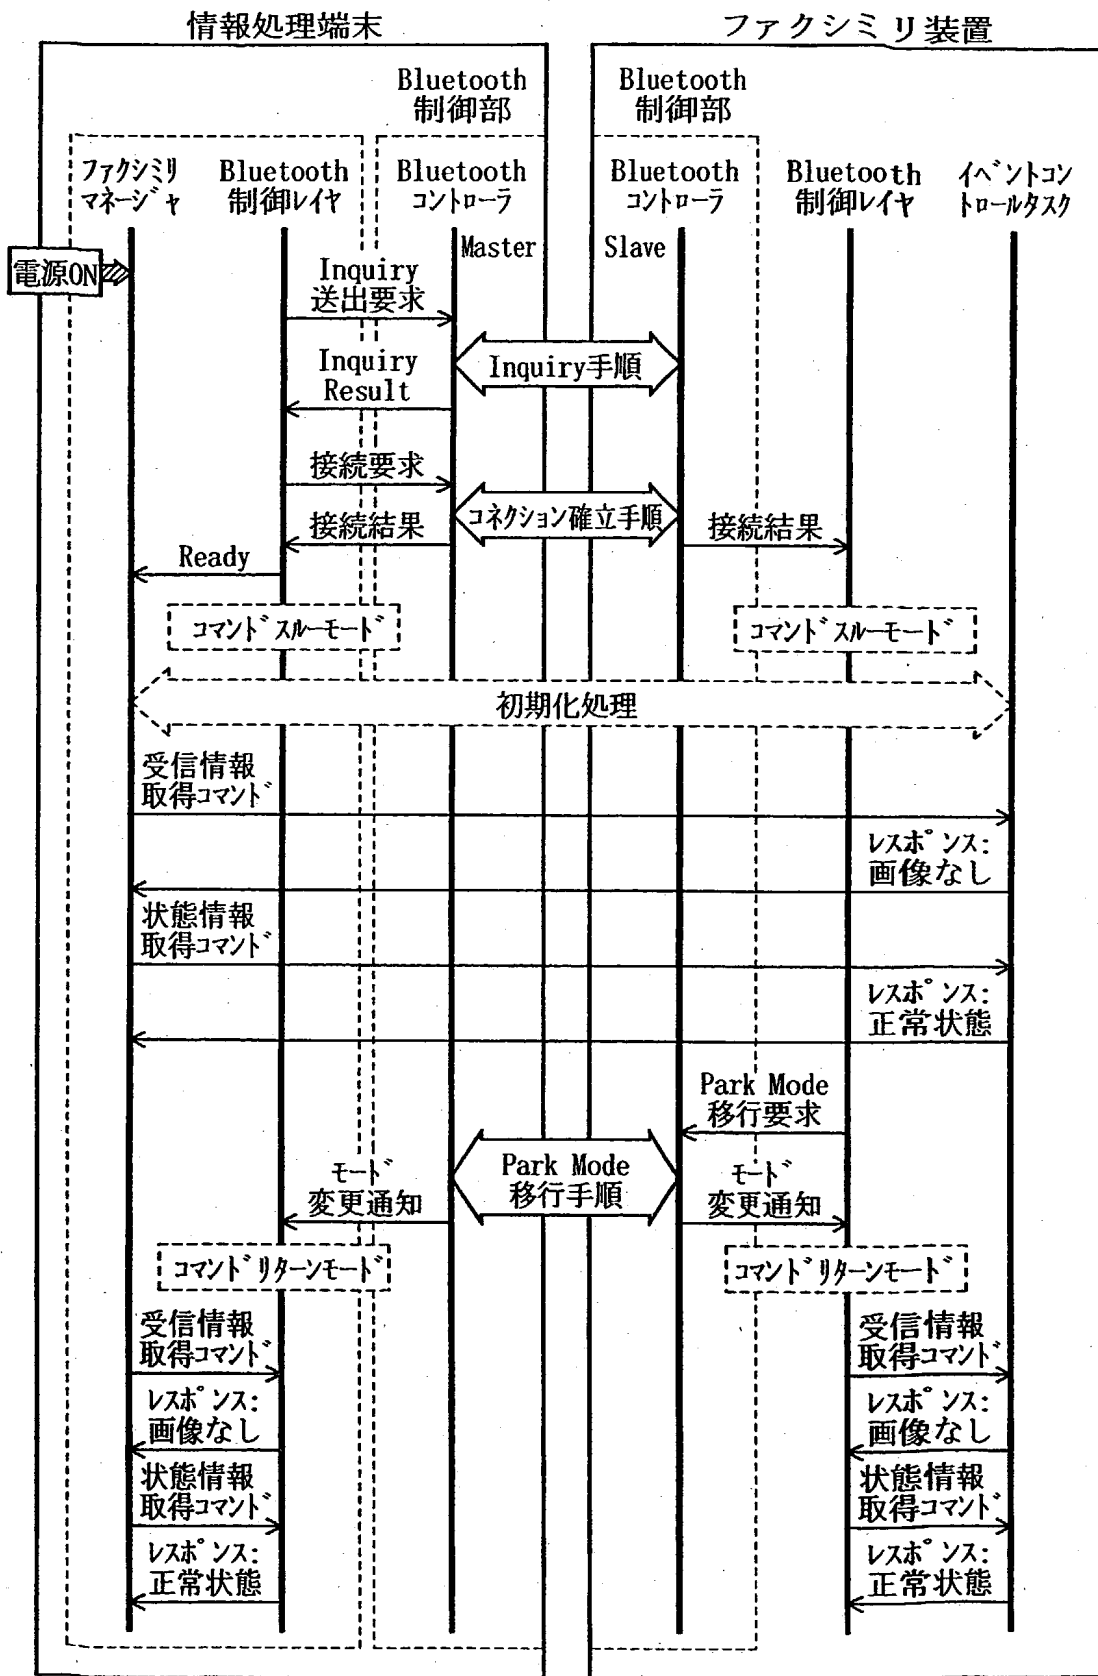 情報処理端末
ファクシミリ装置
Bluetooth
制御部
Bluetooth
制御部
ファクシミリ
マネージャ
Bluetooth
制御レイヤ
Bluetooth
コントローラ
Bluetooth
コントローラ
Bluetooth
制御レイヤ
イベントコン
トロールタスク
Master
Slave
電源ON
Inquiry
送出要求
Inquiry手順
Inquiry
Result
接続要求
コネクション確立手順
接続結果
接続結果
Ready
コマンドスルーモード
コマンドスルーモード
初期化処理
受信情報
取得コマンド
レスポンス:
画像なし
状態情報
取得コマンド
レスポンス:
正常状態
Park Mode
移行要求
Park Mode
移行手順
モード
変更通知
モード
変更通知
コマンドリターンモード
コマンドリターンモード
受信情報
取得コマンド
受信情報
取得コマンド
レスポンス:
画像なし
レスポンス:
画像なし
状態情報
取得コマンド
状態情報
取得コマンド
レスポンス:
正常状態
レスポンス:
正常状態